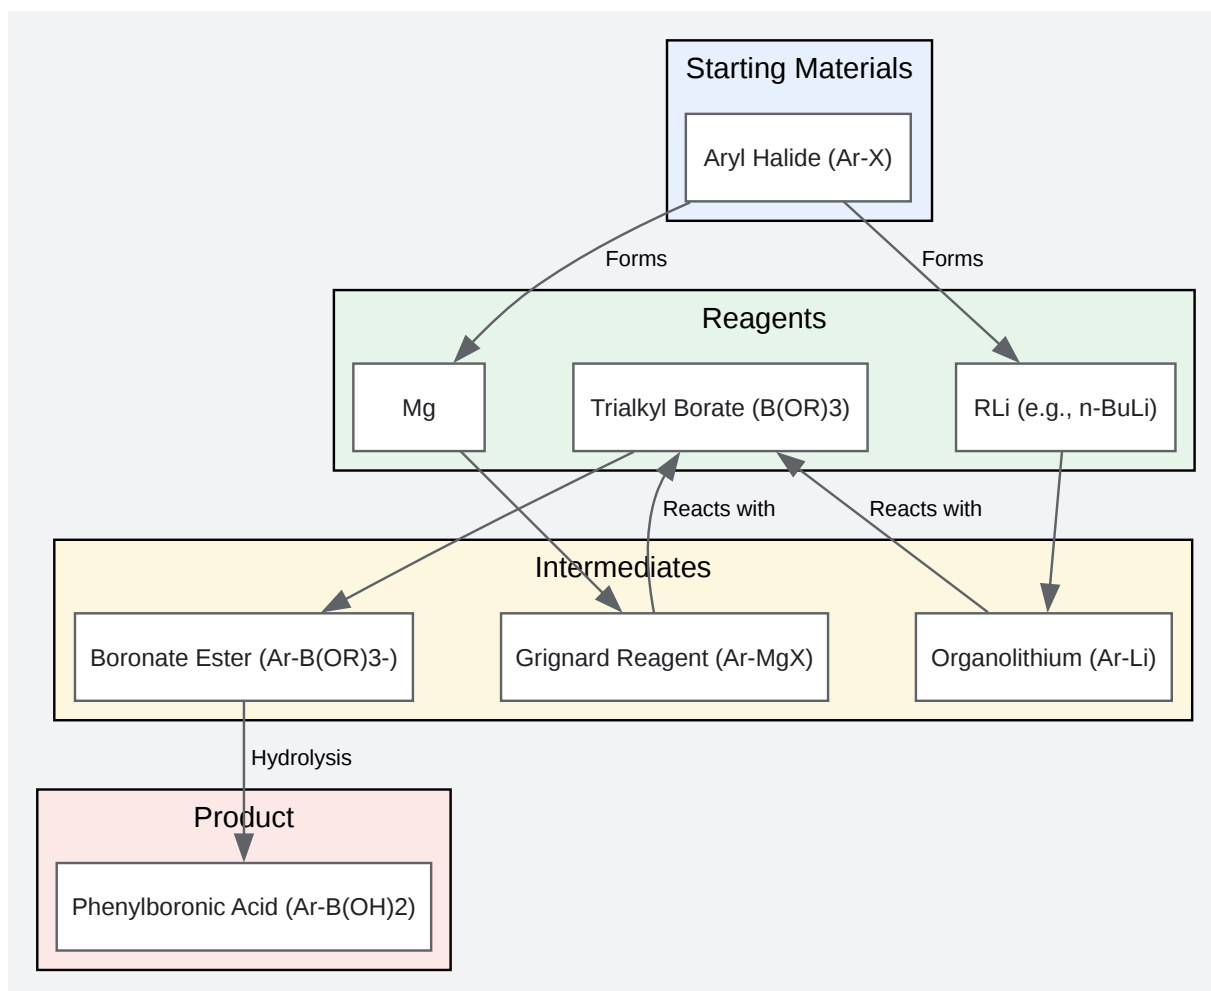 Starting Materials
Aryl Halide (Ar-X)
Forms
Forms
Reagents
Mg
Trialkyl Borate (B(OR)3)
RLi (e.g., n-BuLi)
Reacts with
Reacts with
Intermediates
Boronate Ester (Ar-B(OR)3-)
Grignard Reagent (Ar-MgX)
Organolithium (Ar-Li)
Hydrolysis
Product
Phenylboronic Acid (Ar-B(OH)2)